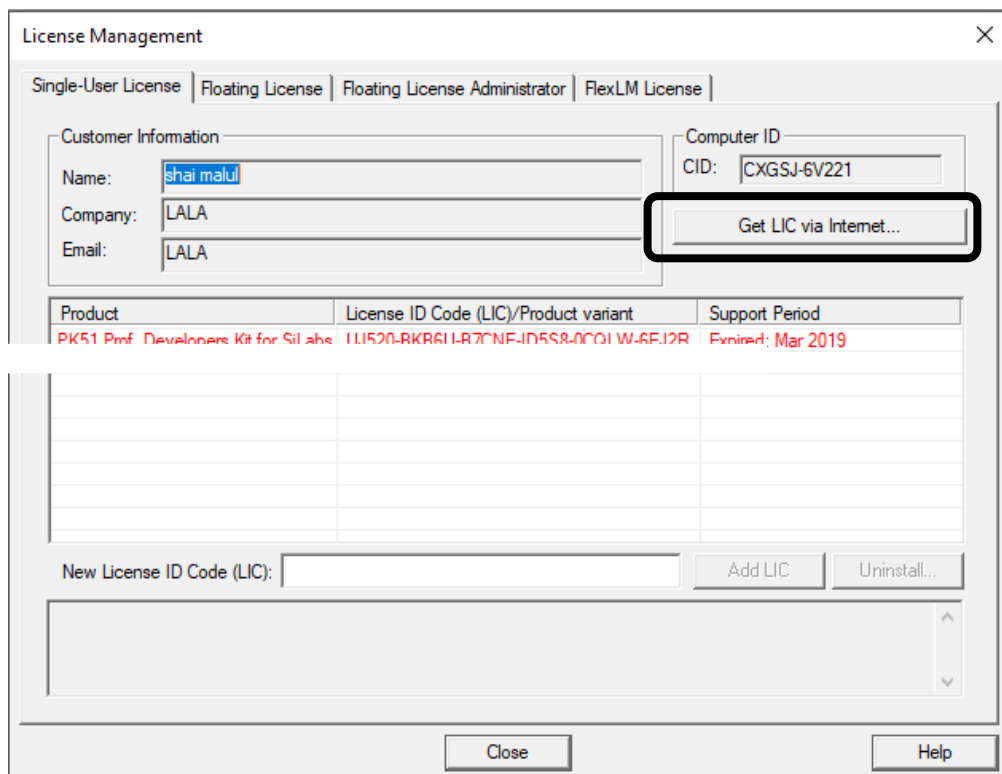 License Management
Single-User License Floating License Floating License Administrator FlexLM License
Customer Information
Name: shai malul
Company: LALA
Email: LALA
Computer ID
CID: CXGSJ-6V221
Get LIC via Internet...
Product License ID Code (LIC)/Product variant Support Period
PK51 Prof. Developers Kit for SiLabs Expired: Mar 2019
New License ID Code (LIC): Add LIC Uninstall...
Close Help